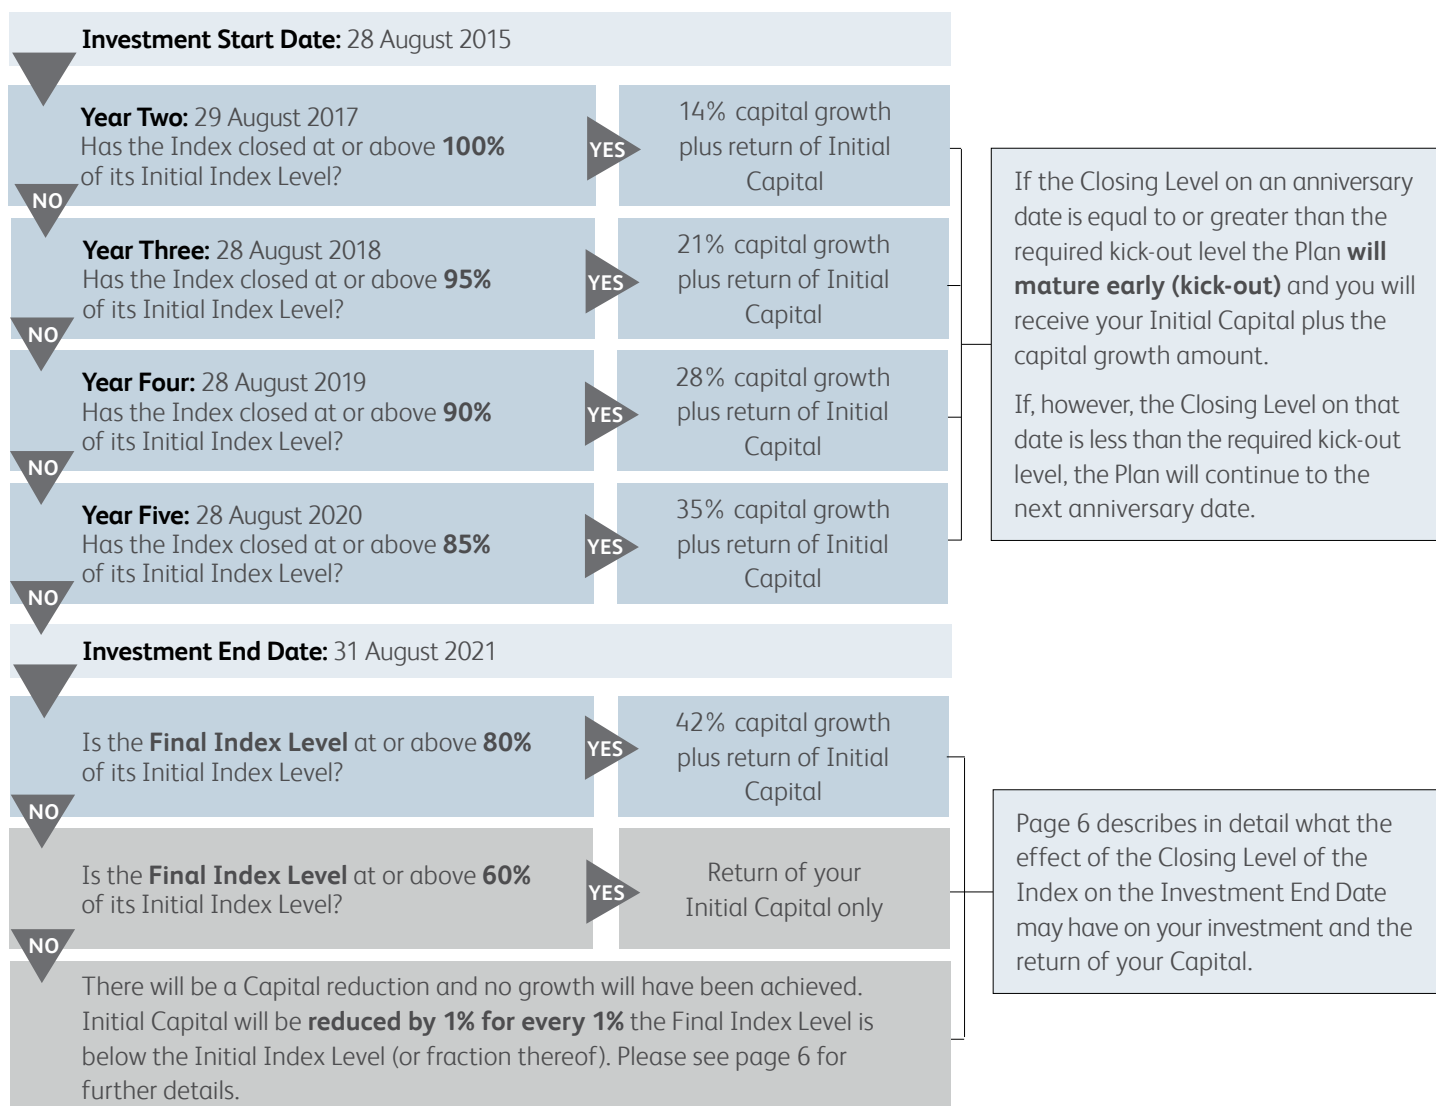 Investment Start Date: 28 August 2015
Year Two: 29 August 2017
Has the Index closed at or above 100%
of its Initial Index Level?
YES
14% capital growth
plus return of Initial
Capital
NO
Year Three: 28 August 2018
Has the Index closed at or above 95%
of its Initial Index Level?
YES
21% capital growth
plus return of Initial
Capital
NO
Year Four: 28 August 2019
Has the Index closed at or above 90%
of its Initial Index Level?
YES
28% capital growth
plus return of Initial
Capital
NO
Year Five: 28 August 2020
Has the Index closed at or above 85%
of its Initial Index Level?
YES
35% capital growth
plus return of Initial
Capital
NO
If the Closing Level on an anniversary
date is equal to or greater than the
required kick-out level the Plan will
mature early (kick-out) and you will
receive your Initial Capital plus the
capital growth amount.
If, however, the Closing Level on that
date is less than the required kick-out
level, the Plan will continue to the
next anniversary date.
Investment End Date: 31 August 2021
Is the Final Index Level at or above 80%
of its Initial Index Level?
YES
42% capital growth
plus return of Initial
Capital
NO
Is the Final Index Level at or above 60%
of its Initial Index Level?
YES
Return of your
Initial Capital only
NO
There will be a Capital reduction and no growth will have been achieved.
Initial Capital will be reduced by 1% for every 1% the Final Index Level is
below the Initial Index Level (or fraction thereof). Please see page 6 for
further details.
Page 6 describes in detail what the
effect of the Closing Level of the
Index on the Investment End Date
may have on your investment and the
return of your Capital.